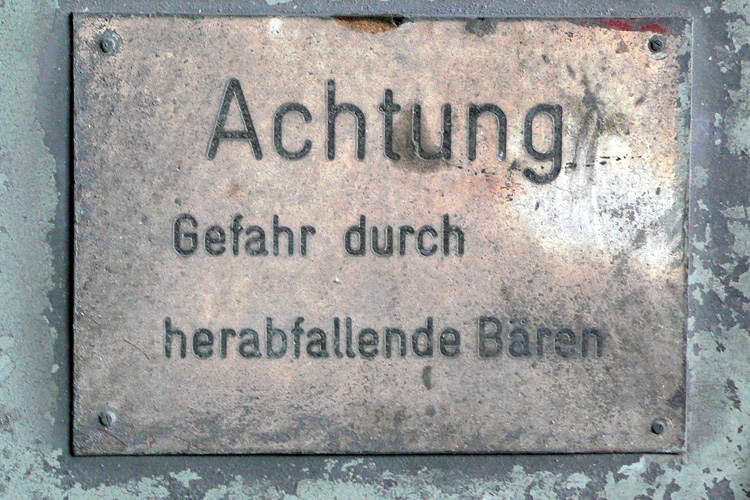 Achtung
Gefahr durch
herabfallende Bären